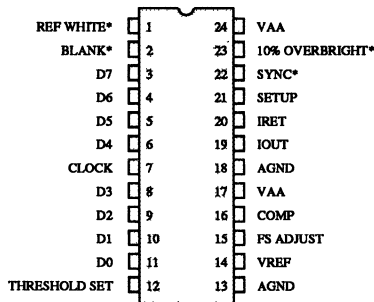 REF WHITE* 1 24 VAA
BLANK* 2 23 10% OVERBRIGHT*
D7 3 22 SYNC*
D6 4 21 SETUP
D5 5 20 IRET
D4 6 19 IOUT
CLOCK 7 18 AGND
D3 8 17 VAA
D2 9 16 COMP
D1 10 15 FS ADJUST
D0 11 14 VREF
THRESHOLD SET 12 13 AGND